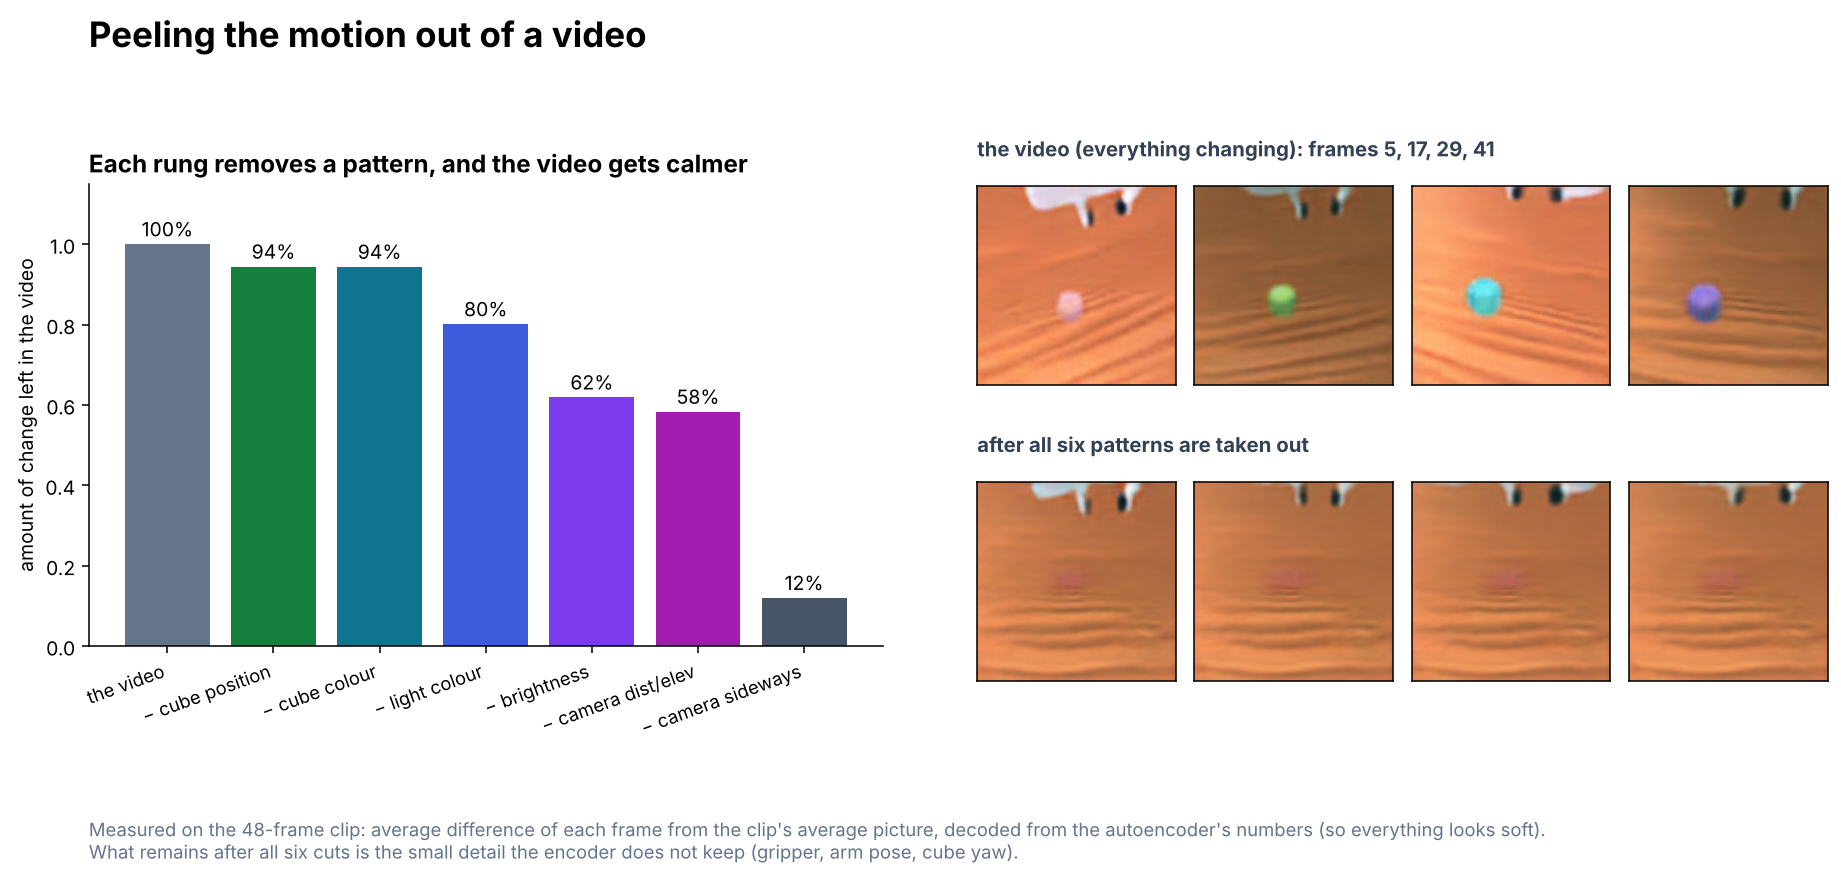 Peeling the motion out of a video
Each rung removes a pattern, and the video gets calmer
amount of change left in the video
1.0
0.8
0.6
0.4
0.2
0.0
100%
94%
94%
80%
62%
58%
12%
the video
– cube position
– cube colour
– light colour
– brightness
– camera dist/elev
– camera sideways
the video (everything changing): frames 5, 17, 29, 41
after all six patterns are taken out
Measured on the 48-frame clip: average difference of each frame from the clip's average picture, decoded from the autoencoder's numbers (so everything looks soft).
What remains after all six cuts is the small detail the encoder does not keep (gripper, arm pose, cube yaw).